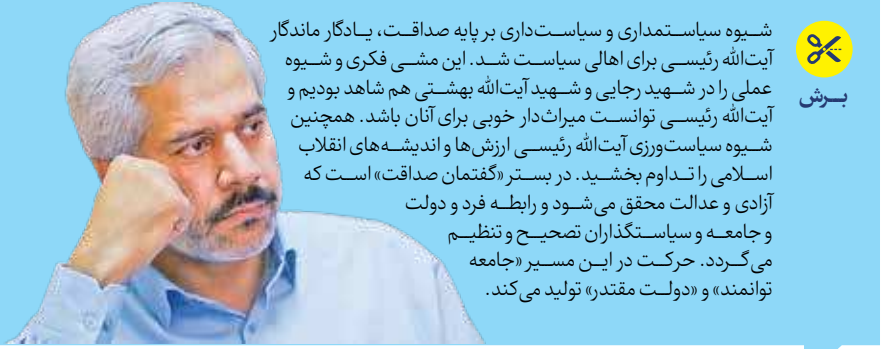 برش
شیوه سیاستمداری و سیاست‌داری بر پایه صداقت، یادگار ماندگار
آیت‌الله رئیسی برای اهالی سیاست شد. این مشی فکری و شیوه
عملی را در شهید رجایی و شهید آیت‌الله بهشتی هم شاهد بودیم و
آیت‌الله رئیسی توانست میراث‌دار خوبی برای آنان باشد. همچنین
شیوه سیاست‌ورزی آیت‌الله رئیسی ارزش‌ها و اندیشه‌های انقلاب
اسلامی را تداوم بخشید. در بستر «گفتمان صداقت» است که
آزادی و عدالت محقق می‌شود و رابطه فرد و دولت
و جامعه و سیاستگذاران تصحیح و تنظیم
می‌گردد. حرکت در این مسیر «جامعه
توانمند» و «دولت مقتدر» تولید می‌کند.